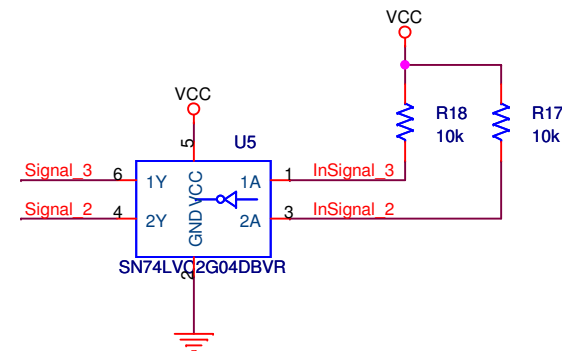 VCC
VCC
R18
10k
R17
10k
5
U5
Signal_3
6
1Y
VCC
1A
1
InSignal_3
Signal_2
4
2Y
GND
2A
3
InSignal_2
SN74LVC2G04DBVR
2